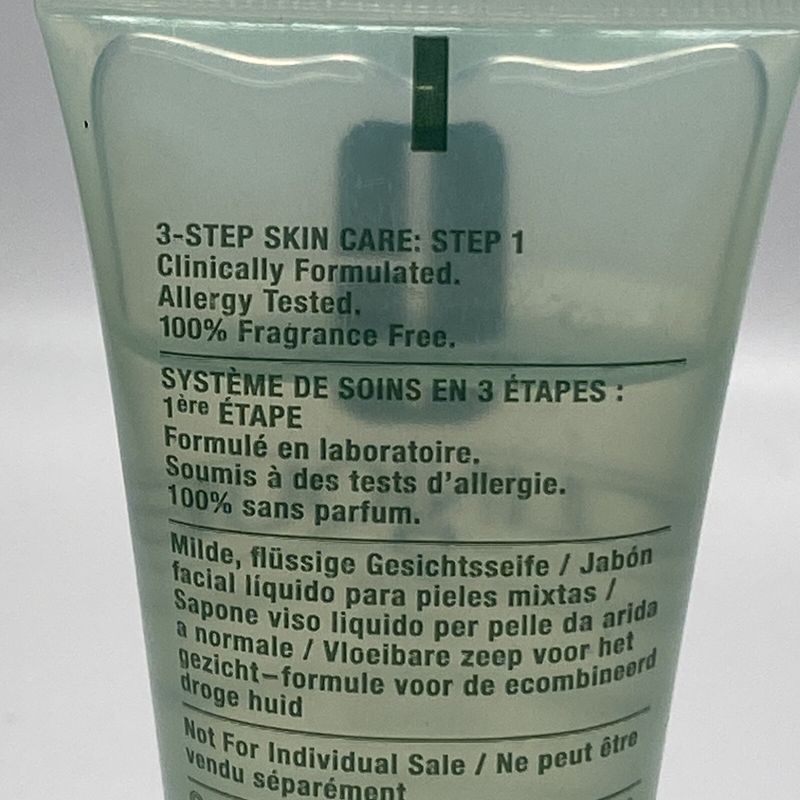 3-STEP SKIN CARE: STEP 1
Clinically Formulated.
Allergy Tested.
100% Fragrance Free.
SYSTÈME DE SOINS EN 3 ÉTAPES :
1ère ÉTAPE
Formulé en laboratoire.
Soumis à des tests d'allergie.
100% sans parfum.
Milde, flüssige Gesichtsseife / Jabón
facial líquido para pieles mixtas /
Sapone viso liquido per pelle da arida
a normale / Vloeibare zeep voor het
gezicht-formule voor de ecombineerd
droge huid
Not For Individual Sale / Ne peut être
vendu séparément